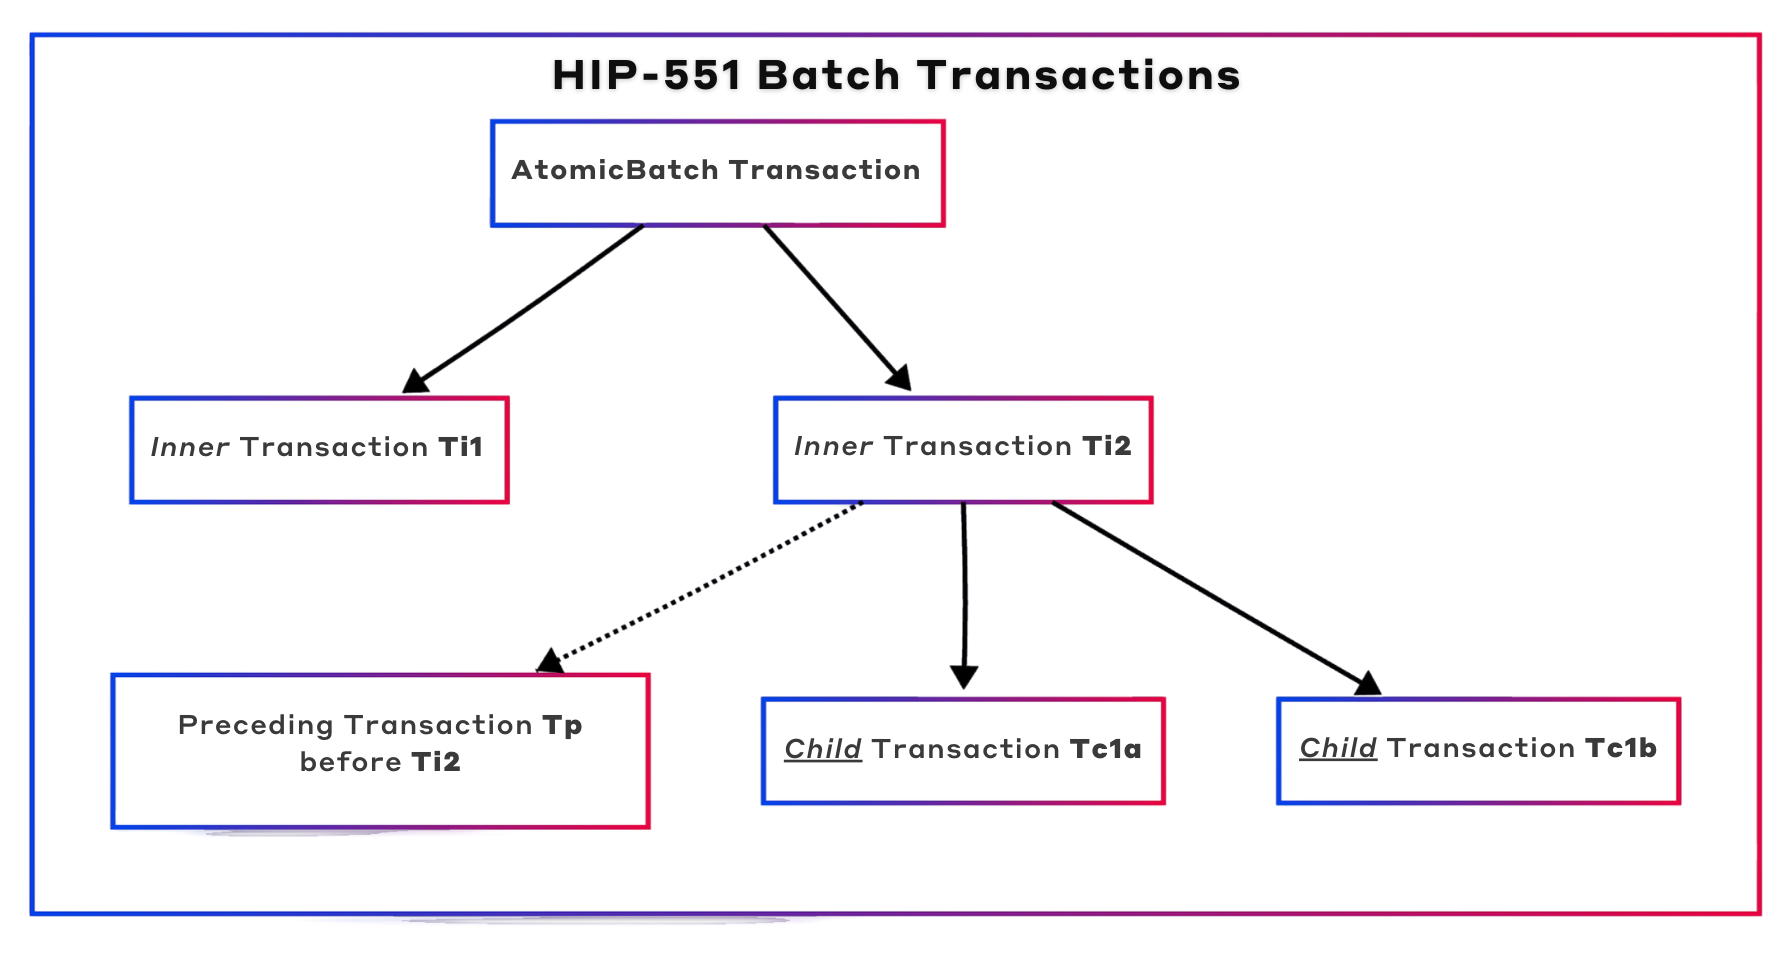 HIP-551 Batch Transactions
AtomicBatch Transaction
Inner Transaction Ti1
Inner Transaction Ti2
Preceding Transaction Tp
before Ti2
Child Transaction Tc1a
Child Transaction Tc1b